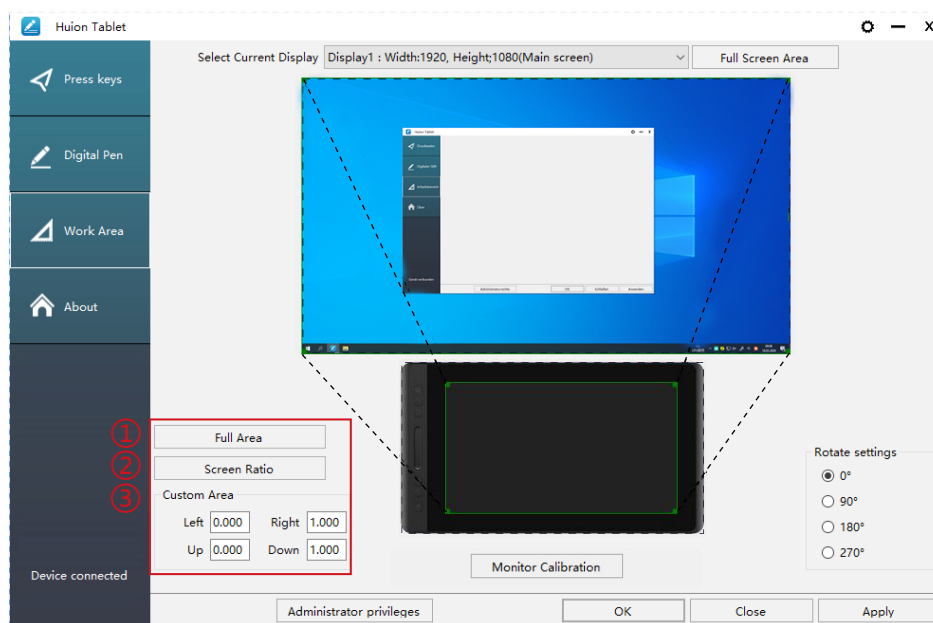 Huion Tablet
Select Current Display Display1 : Width:1920, Height;1080(Main screen) Full Screen Area
Press keys
Digital Pen
Work Area
About
Huion Tablet
① Full Area
② Screen Ratio
③ Custom Area
Left 0.000 Right 1.000
Up 0.000 Down 1.000
Rotate settings
0°
90°
180°
270°
Monitor Calibration
Device connected
Administrator privileges OK Close Apply